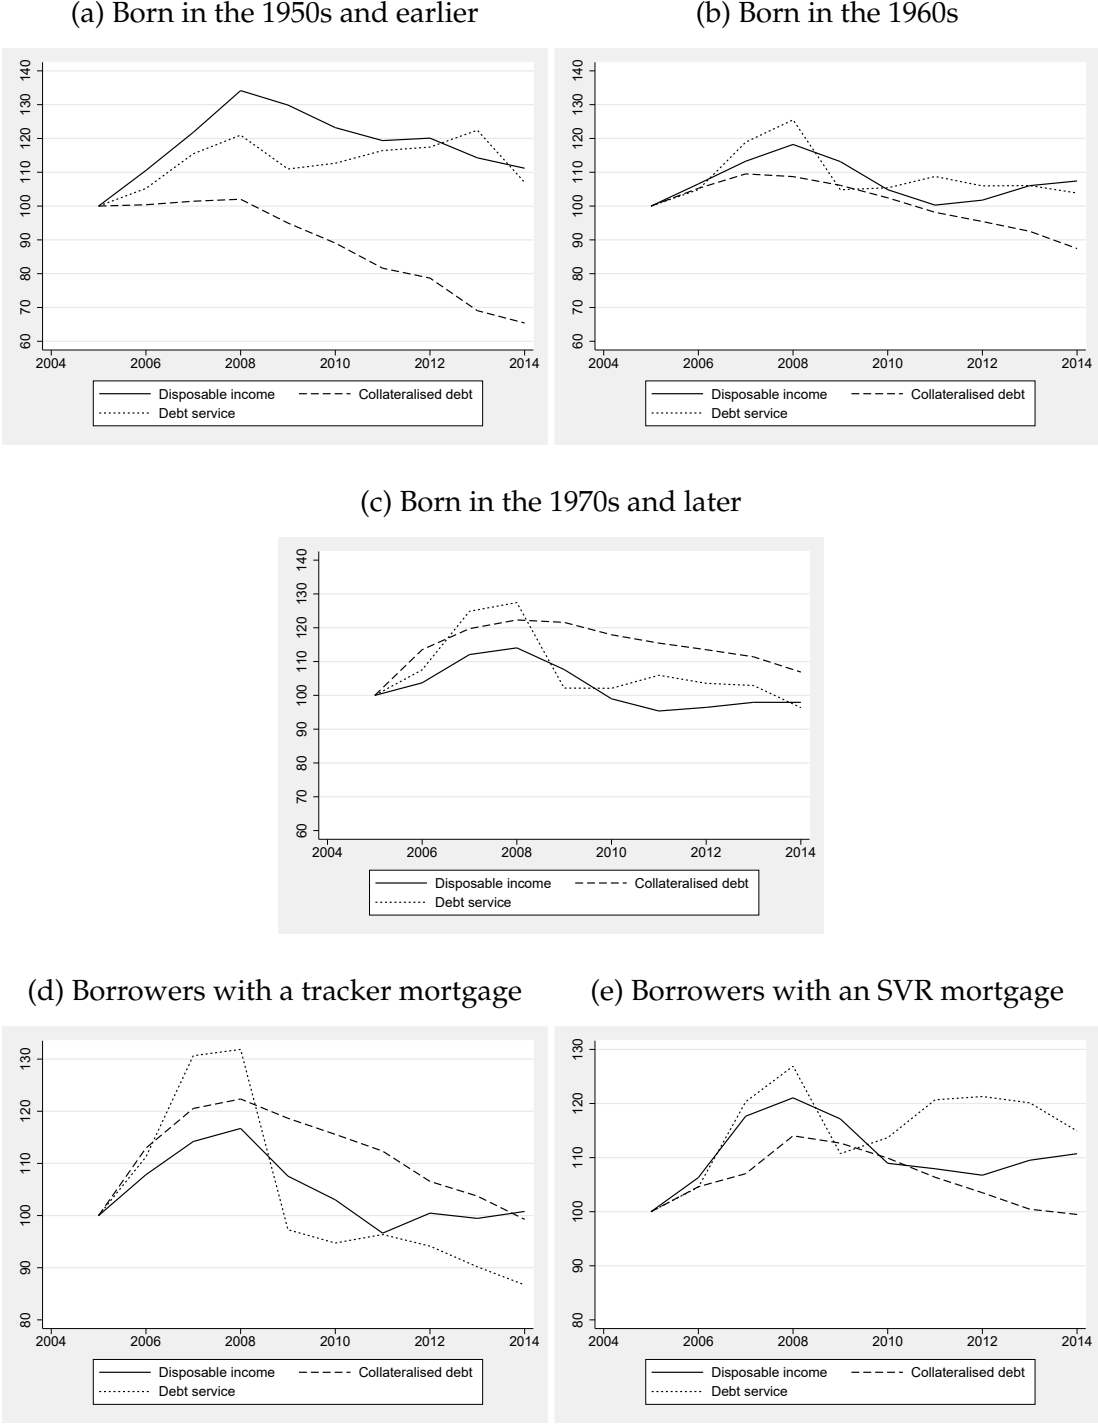 (a) Born in the 1950s and earlier
140
130
120
110
100
90
80
70
60
2004 2006 2008 2010 2012 2014
Disposable income Collateralised debt
Debt service
(b) Born in the 1960s
140
130
120
110
100
90
80
70
60
2004 2006 2008 2010 2012 2014
Disposable income Collateralised debt
Debt service
(c) Born in the 1970s and later
140
130
120
110
100
90
80
70
60
2004 2006 2008 2010 2012 2014
Disposable income Collateralised debt
Debt service
(d) Borrowers with a tracker mortgage
130
120
110
100
90
80
2004 2006 2008 2010 2012 2014
Disposable income Collateralised debt
Debt service
(e) Borrowers with an SVR mortgage
130
120
110
100
90
80
2004 2006 2008 2010 2012 2014
Disposable income Collateralised debt
Debt service